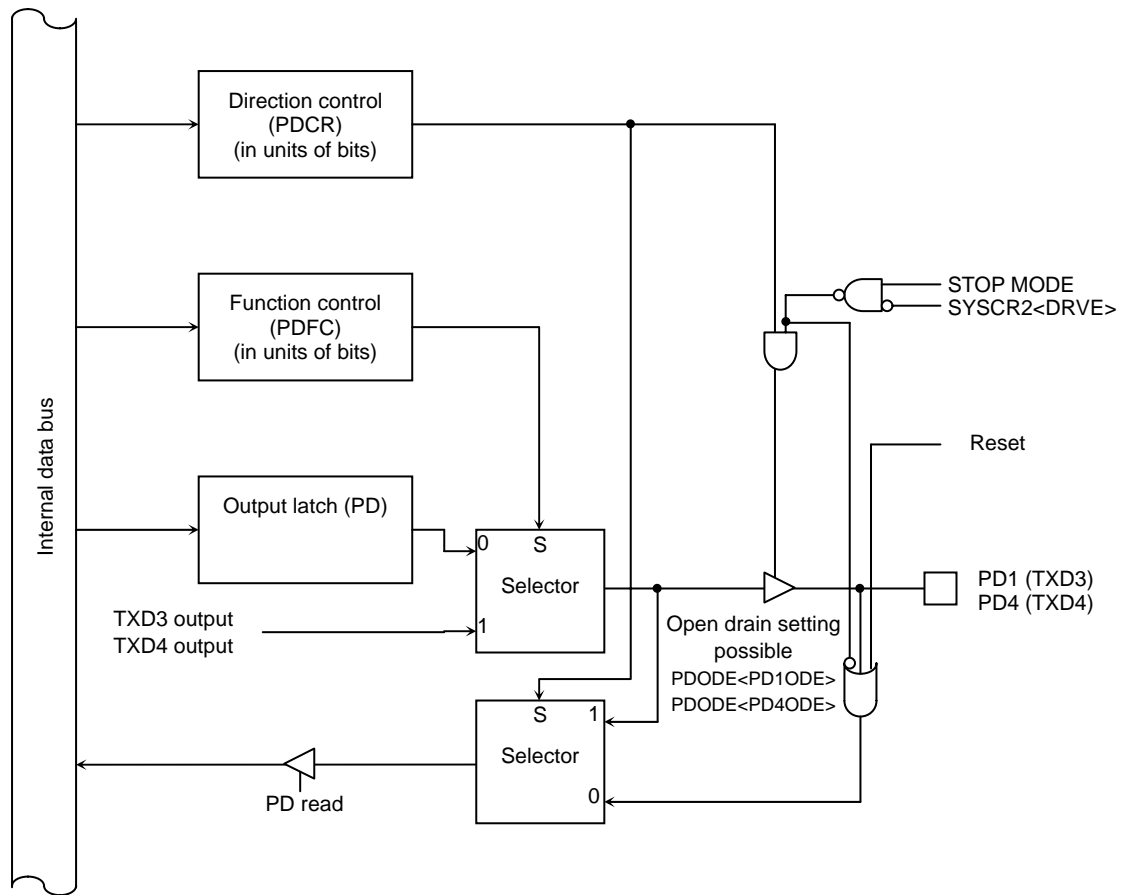 Internal data bus
Direction control
(PDCR)
(in units of bits)
Function control
(PDFC)
(in units of bits)
STOP MODE
SYSCR2<DRVE>
Reset
Output latch (PD)
0
S
Selector
1
TXD3 output
TXD4 output
PD1 (TXD3)
PD4 (TXD4)
Open drain setting
possible
PDODE<PD1ODE>
PDODE<PD4ODE>
S
1
Selector
0
PD read